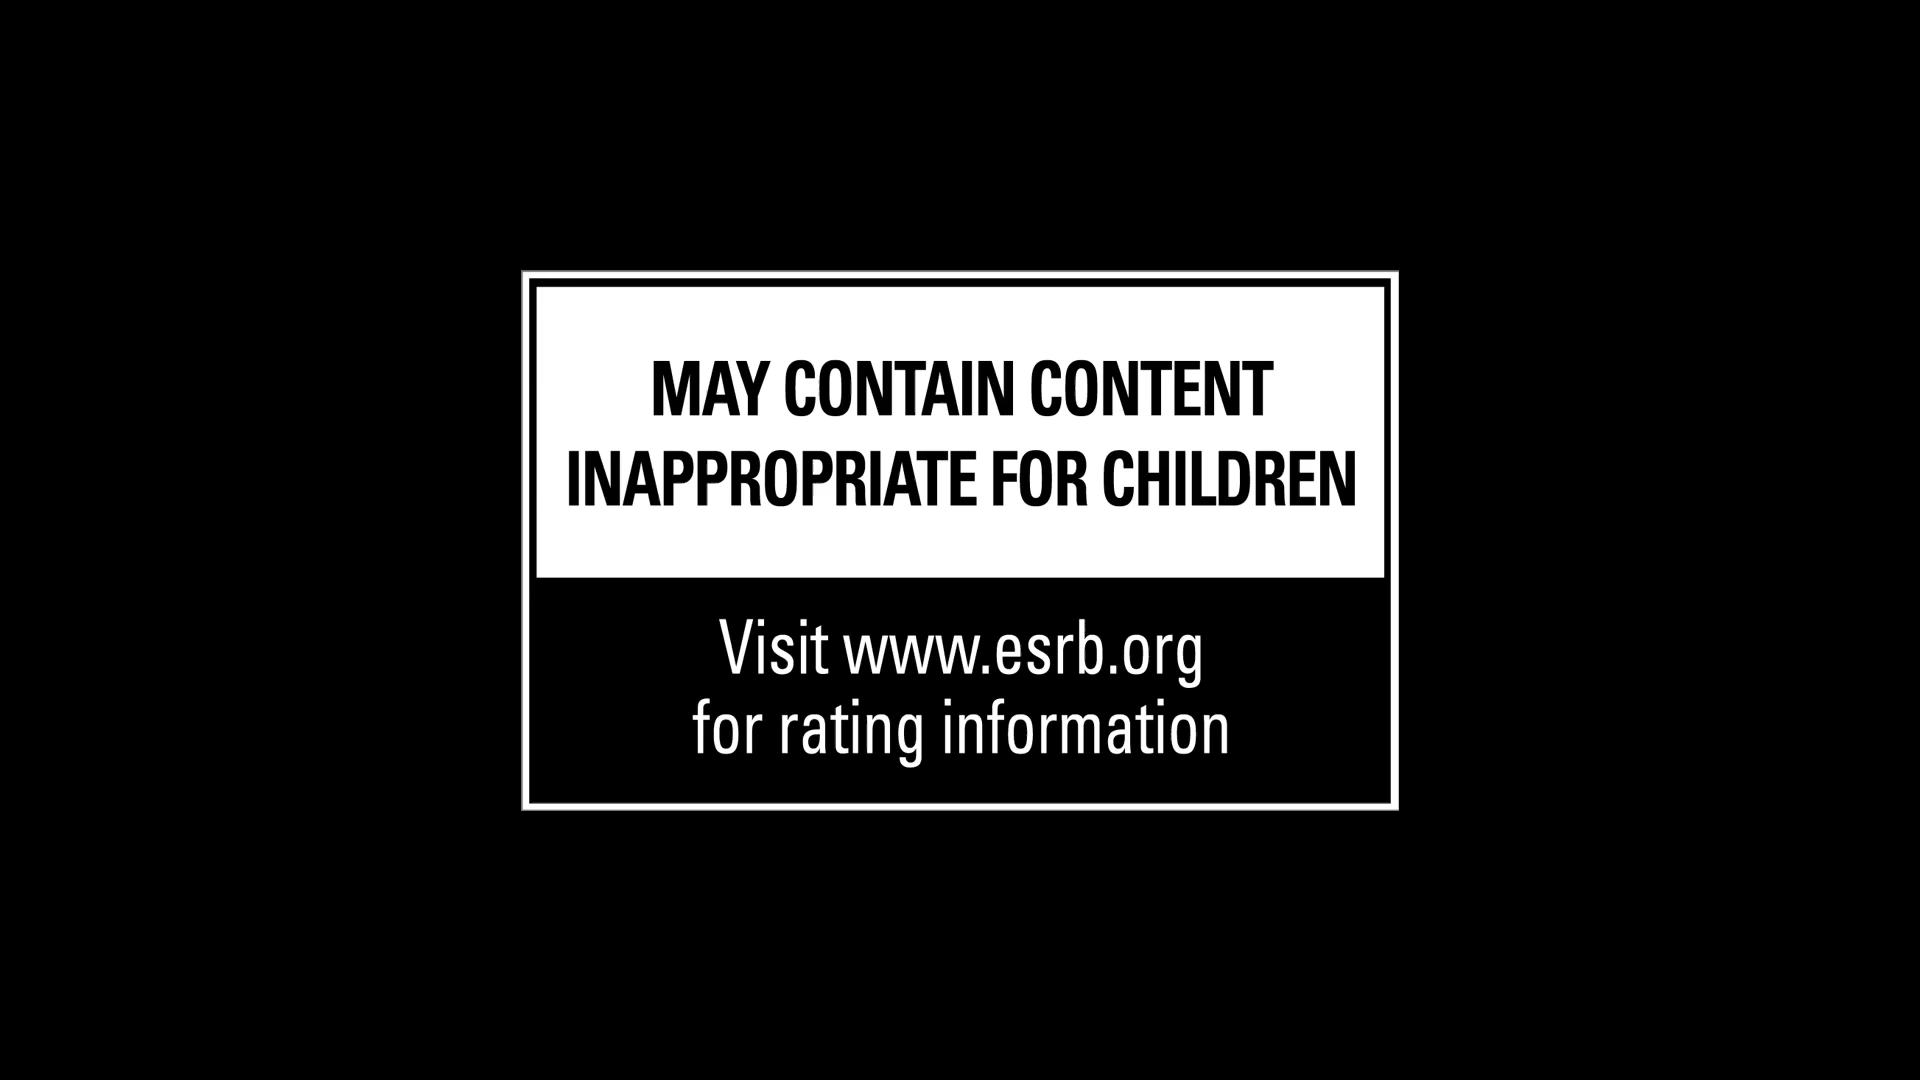 MAY CONTAIN CONTENT
INAPPROPRIATE FOR CHILDREN
Visit www.esrb.org
for rating information